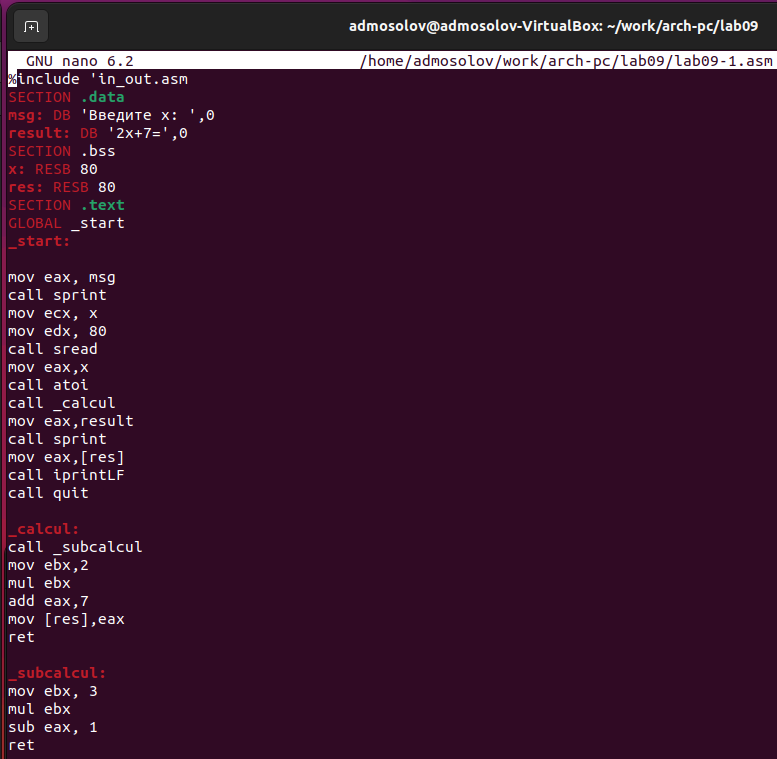 admosolov@admosolov-VirtualBox: ~/work/arch-pc/lab09
GNU nano 6.2 /home/admosolov/work/arch-pc/lab09/lab09-1.asm
%include 'in_out.asm
SECTION .data
msg: DB 'Введите x: ',0
result: DB '2x+7=',0
SECTION .bss
x: RESB 80
res: RESB 80
SECTION .text
GLOBAL _start
_start:

mov eax, msg
call sprint
mov ecx, x
mov edx, 80
call sread
mov eax,x
call atoi
call _calcul
mov eax,result
call sprint
mov eax,[res]
call iprintLF
call quit

_calcul:
call _subcalcul
mov ebx,2
mul ebx
add eax,7
mov [res],eax
ret

_subcalcul:
mov ebx, 3
mul ebx
sub eax, 1
ret